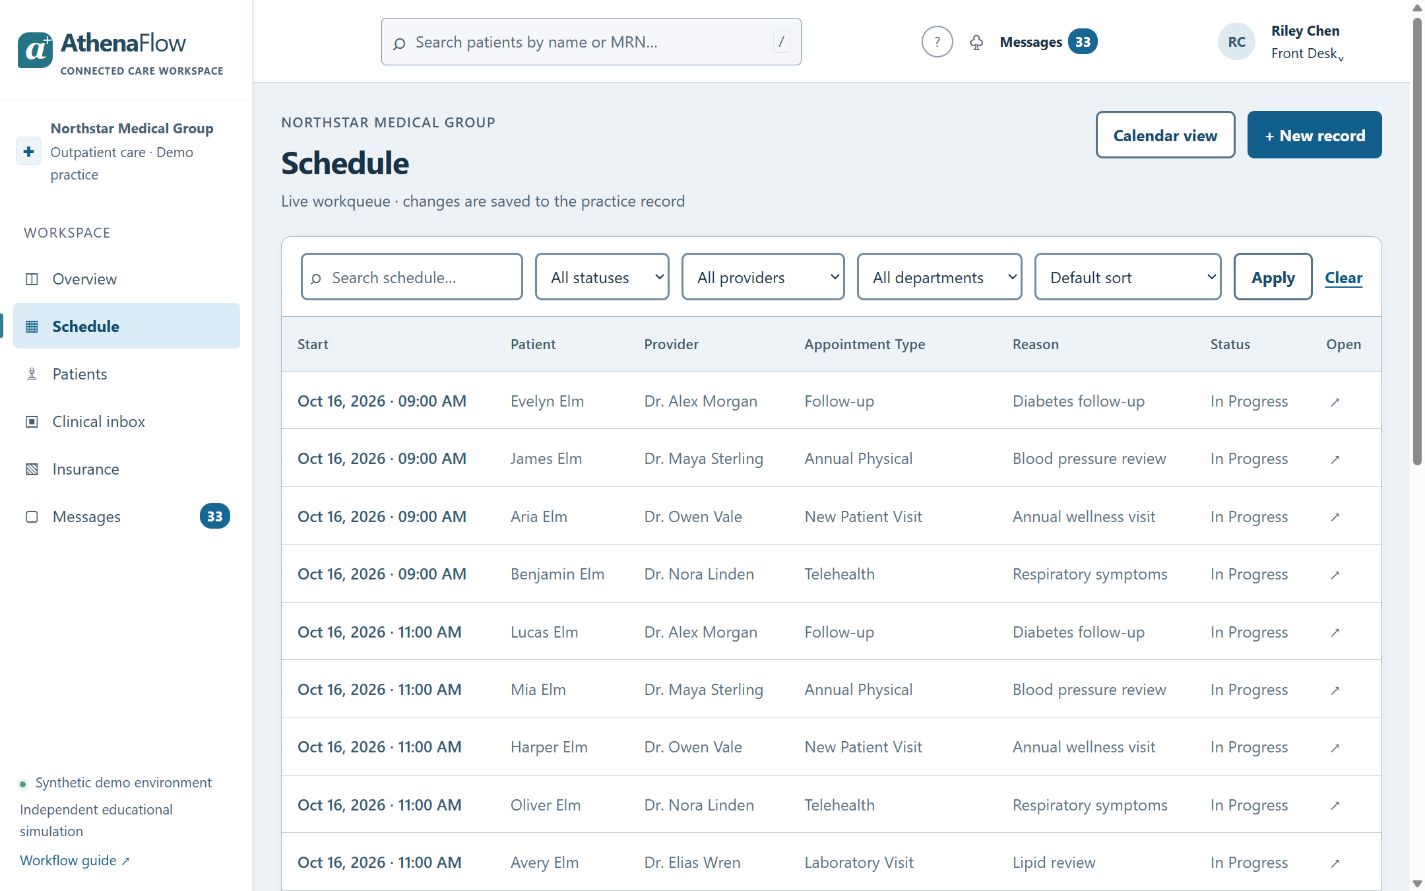 AthenaFlow
CONNECTED CARE WORKSPACE
Northstar Medical Group
Outpatient care · Demo
practice
WORKSPACE
Overview
Schedule
Patients
Clinical inbox
Insurance
Messages 33
Synthetic demo environment
Independent educational
simulation
Workflow guide ↗
Search patients by name or MRN... /
? Messages 33
RC Riley Chen
Front Desk
NORTHSTAR MEDICAL GROUP
Schedule
Live workqueue · changes are saved to the practice record
Calendar view + New record
Search schedule... All statuses All providers All departments Default sort Apply Clear
Start Patient Provider Appointment Type Reason Status Open
Oct 16, 2026 · 09:00 AM Evelyn Elm Dr. Alex Morgan Follow-up Diabetes follow-up In Progress ↗
Oct 16, 2026 · 09:00 AM James Elm Dr. Maya Sterling Annual Physical Blood pressure review In Progress ↗
Oct 16, 2026 · 09:00 AM Aria Elm Dr. Owen Vale New Patient Visit Annual wellness visit In Progress ↗
Oct 16, 2026 · 09:00 AM Benjamin Elm Dr. Nora Linden Telehealth Respiratory symptoms In Progress ↗
Oct 16, 2026 · 11:00 AM Lucas Elm Dr. Alex Morgan Follow-up Diabetes follow-up In Progress ↗
Oct 16, 2026 · 11:00 AM Mia Elm Dr. Maya Sterling Annual Physical Blood pressure review In Progress ↗
Oct 16, 2026 · 11:00 AM Harper Elm Dr. Owen Vale New Patient Visit Annual wellness visit In Progress ↗
Oct 16, 2026 · 11:00 AM Oliver Elm Dr. Nora Linden Telehealth Respiratory symptoms In Progress ↗
Oct 16, 2026 · 11:00 AM Avery Elm Dr. Elias Wren Laboratory Visit Lipid review In Progress ↗